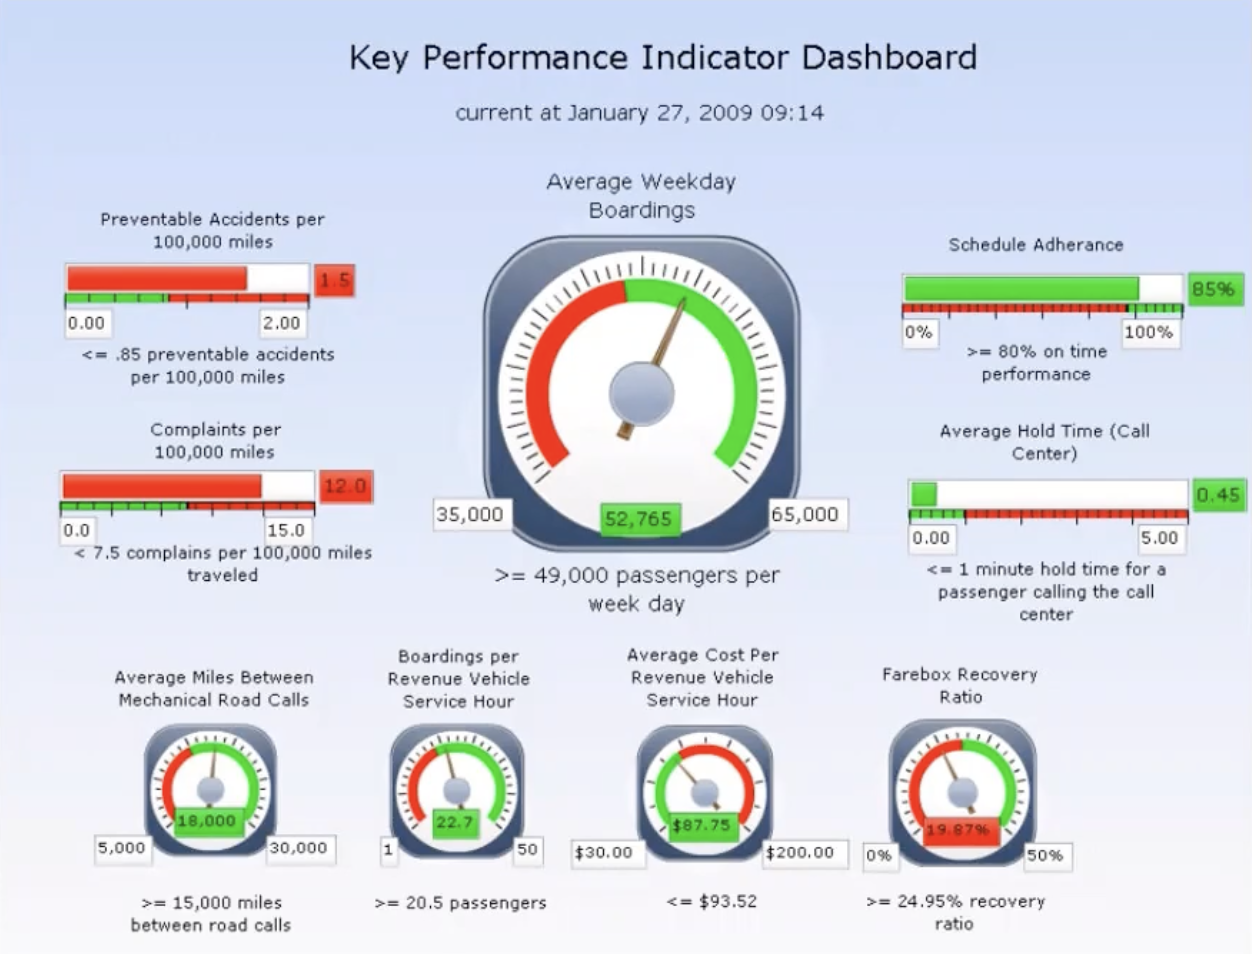 Key Performance Indicator Dashboard
current at January 27, 2009 09:14
Preventable Accidents per
100,000 miles
1.5
0.00
2.00
<= .85 preventable accidents
per 100,000 miles
Complaints per
100,000 miles
12.0
0.0
15.0
< 7.5 complains per 100,000 miles
traveled
Average Weekday
Boardings
35,000
52,765
65,000
>= 49,000 passengers per
week day
Schedule Adherance
85%
0%
100%
>= 80% on time
performance
Average Hold Time (Call
Center)
0.45
0.00
5.00
<= 1 minute hold time for a
passenger calling the call
center
Average Miles Between
Mechanical Road Calls
18,000
5,000
30,000
>= 15,000 miles
between road calls
Boardings per
Revenue Vehicle
Service Hour
22.7
1
50
>= 20.5 passengers
Average Cost Per
Revenue Vehicle
Service Hour
$87.75
$30.00
$200.00
<= $93.52
Farebox Recovery
Ratio
19.87%
0%
50%
>= 24.95% recovery
ratio